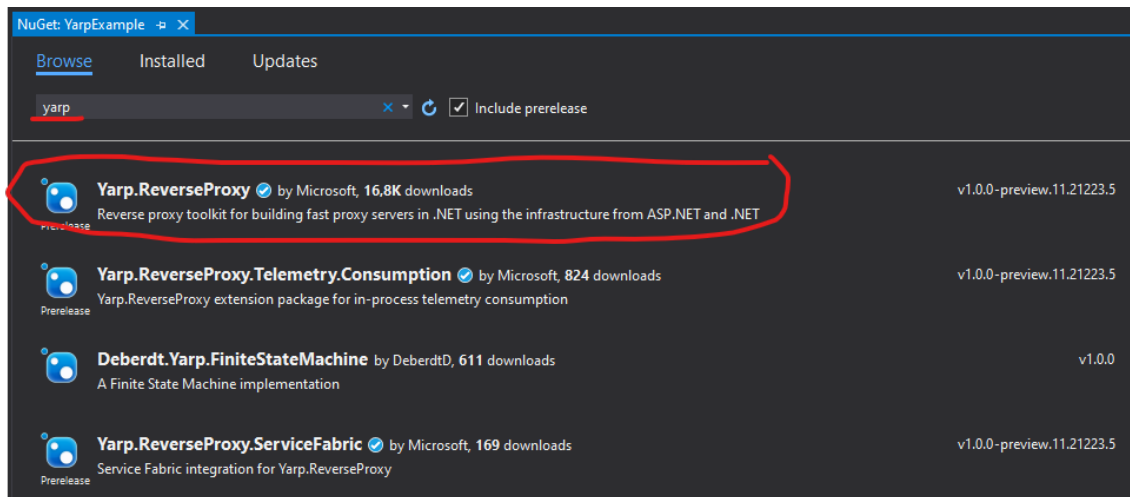 NuGet: YarpExample
Browse Installed Updates
yarp Include prerelease
Yarp.ReverseProxy by Microsoft, 16,8K downloads v1.0.0-preview.11.21223.5
Reverse proxy toolkit for building fast proxy servers in .NET using the infrastructure from ASP.NET and .NET
Prerelease
Yarp.ReverseProxy.Telemetry.Consumption by Microsoft, 824 downloads v1.0.0-preview.11.21223.5
Yarp.ReverseProxy extension package for in-process telemetry consumption
Prerelease
Deberdt.Yarp.FiniteStateMachine by DeberdtD, 611 downloads v1.0.0
A Finite State Machine implementation
Yarp.ReverseProxy.ServiceFabric by Microsoft, 169 downloads v1.0.0-preview.11.21223.5
Service Fabric integration for Yarp.ReverseProxy
Prerelease